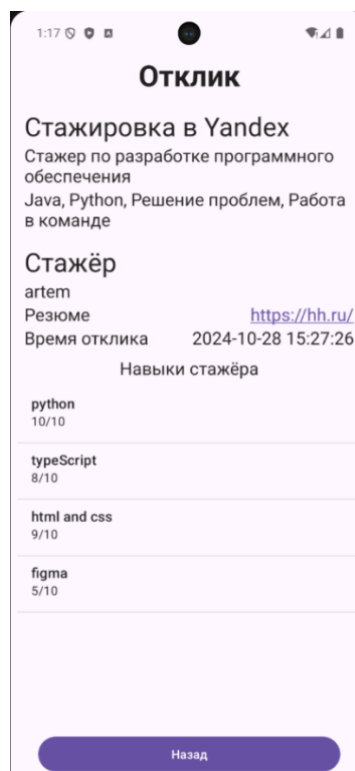 1:17
Отклик
Стажировка в Yandex
Стажер по разработке программного
обеспечения
Java, Python, Решение проблем, Работа
в команде
Стажёр
artem
Резюме https://hh.ru/
Время отклика 2024-10-28 15:27:26
Навыки стажёра
python
10/10
typeScript
8/10
html and css
9/10
figma
5/10
Назад